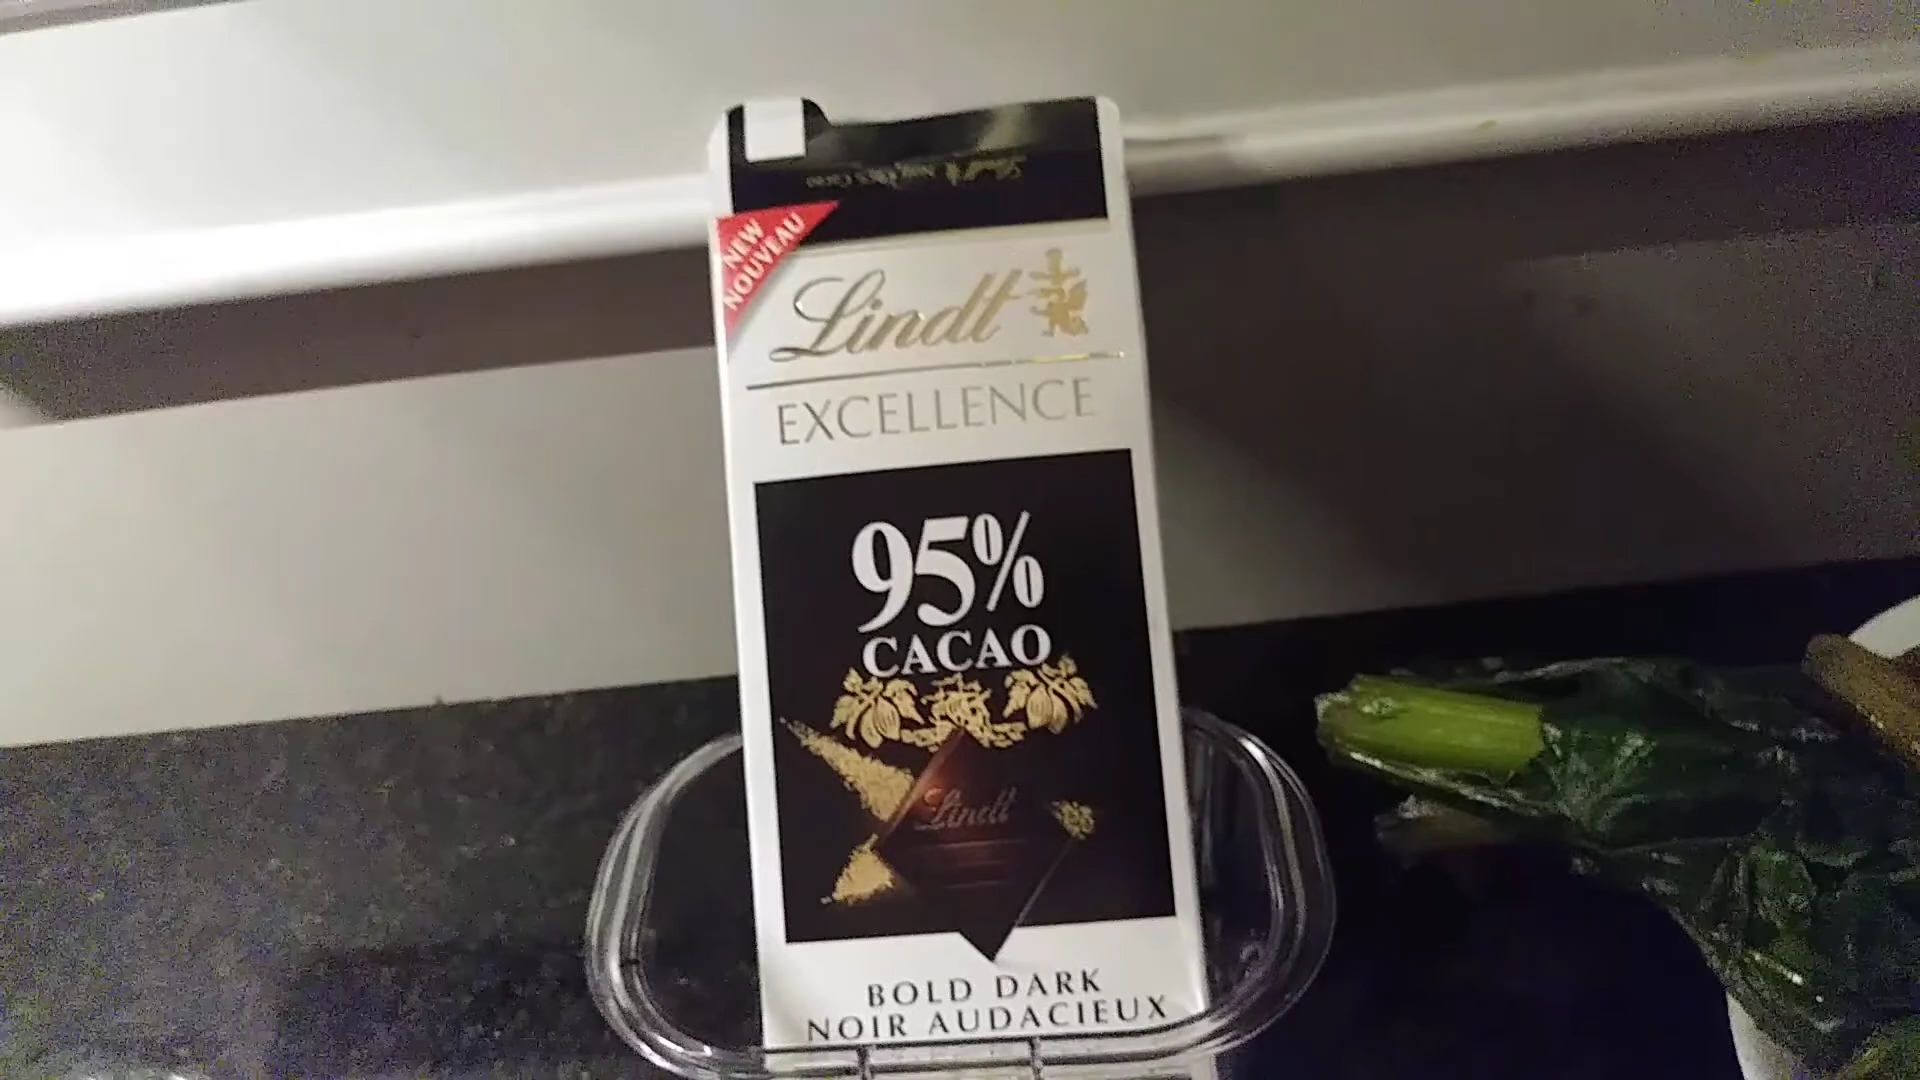 NEW
NOUVEAU
Lindt
EXCELLENCE
95%
CACAO
Lindt
BOLD DARK
NOIR AUDACIEUX